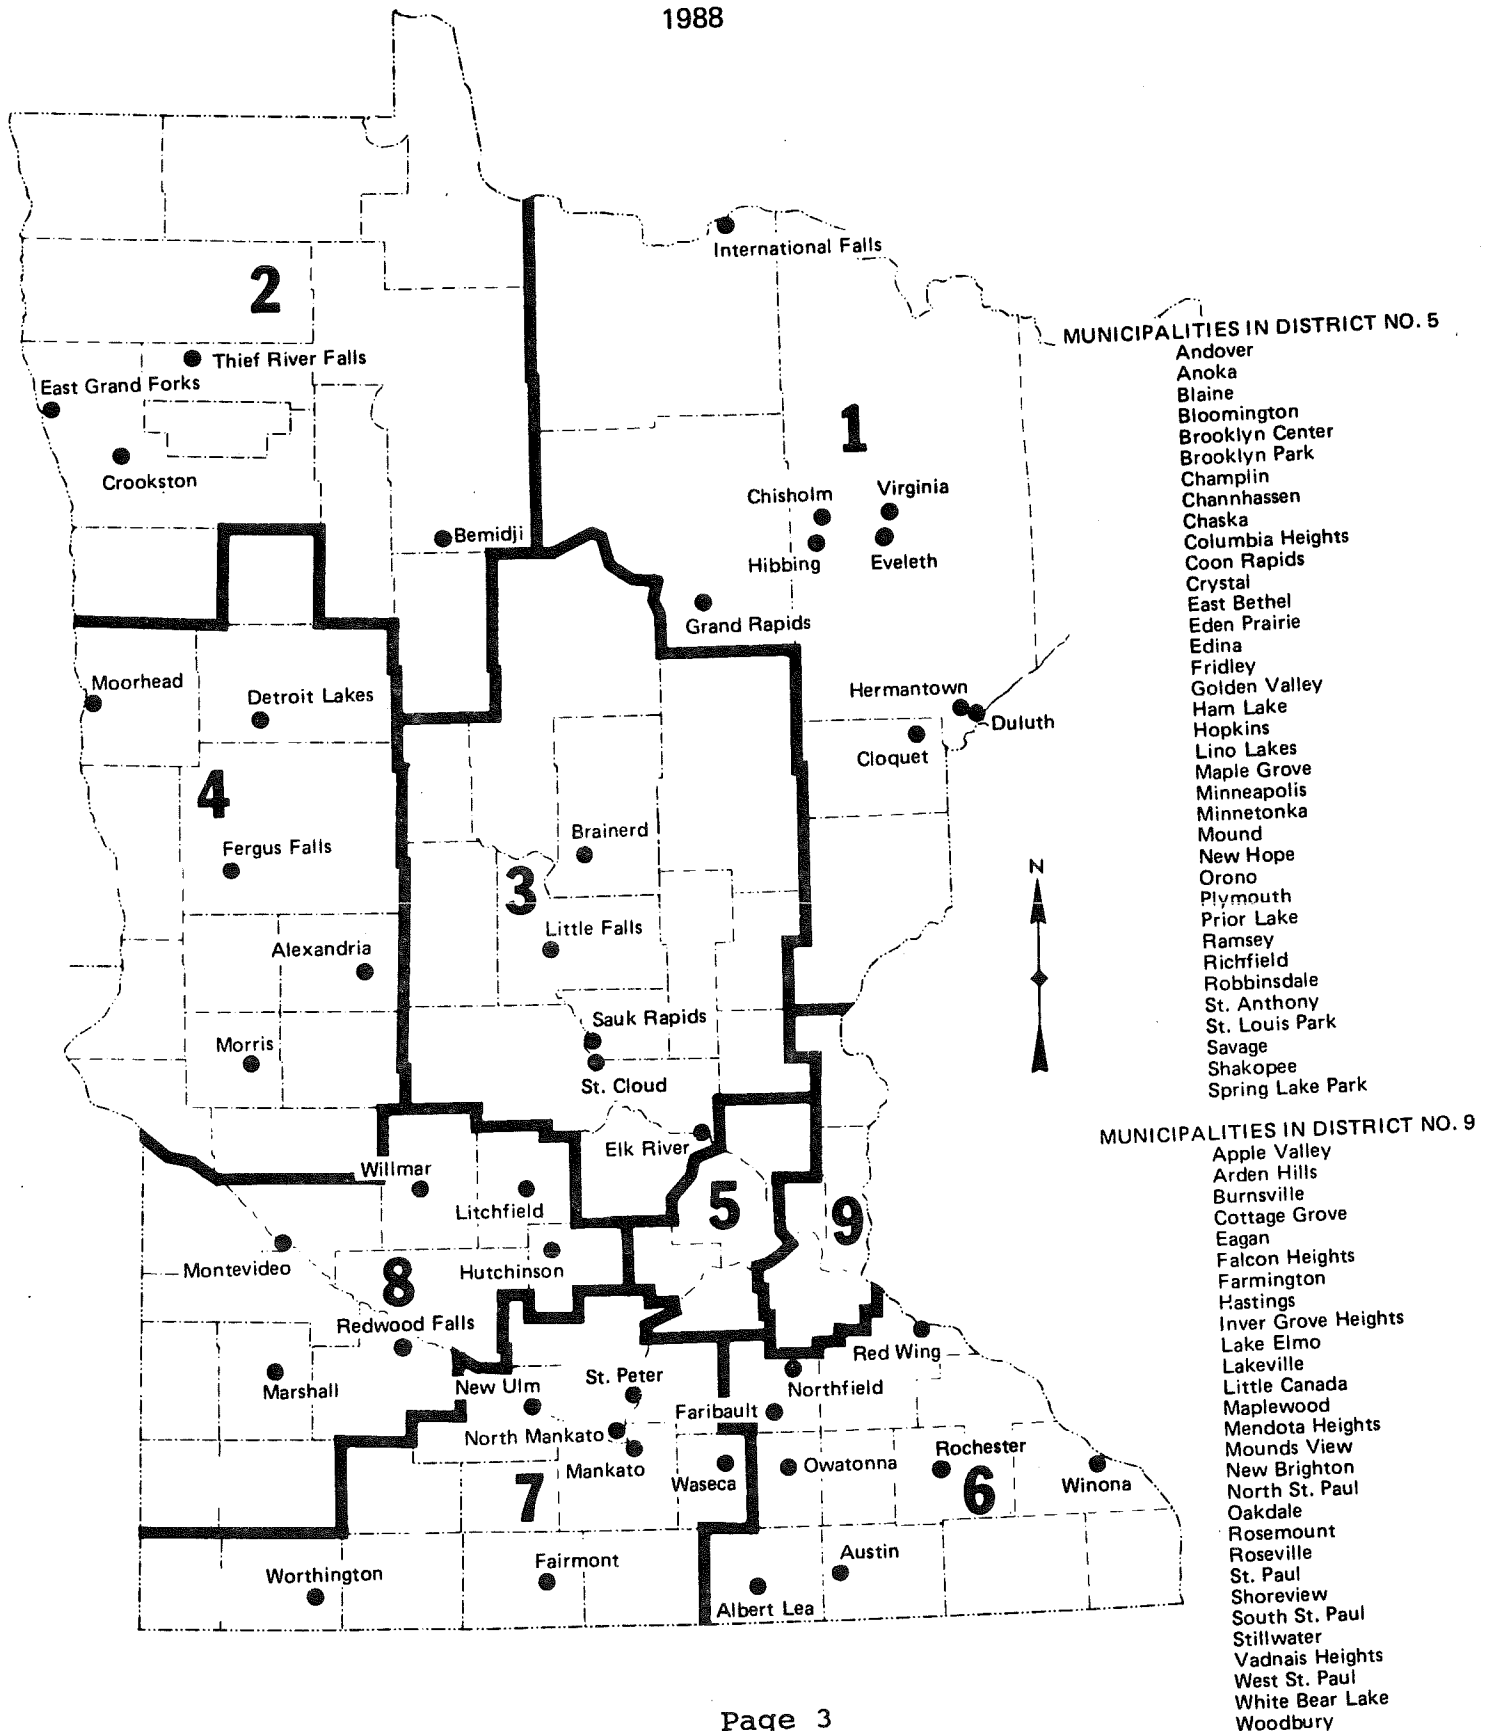 1988
International Falls
2
Thief River Falls
East Grand Forks
Crookston
1
Chisholm
Virginia
Bemidji
Hibbing
Eveleth
Grand Rapids
Moorhead
Detroit Lakes
Hermantown
Duluth
Cloquet
4
Fergus Falls
Brainerd
3
Little Falls
Alexandria
N
Sauk Rapids
Morris
St. Cloud
Elk River
Willmar
5
9
Litchfield
Montevideo
8
Hutchinson
Redwood Falls
Red Wing
Marshall
New Ulm
St. Peter
Northfield
Faribault
North Mankato
Mankato
Waseca
Owatonna
Rochester
6
Winona
7
Worthington
Fairmont
Austin
Albert Lea
MUNICIPALITIES IN DISTRICT NO. 5
Andover
Anoka
Blaine
Bloomington
Brooklyn Center
Brooklyn Park
Champlin
Channhassen
Chaska
Columbia Heights
Coon Rapids
Crystal
East Bethel
Eden Prairie
Edina
Fridley
Golden Valley
Ham Lake
Hopkins
Lino Lakes
Maple Grove
Minneapolis
Minnetonka
Mound
New Hope
Orono
Plymouth
Prior Lake
Ramsey
Richfield
Robbinsdale
St. Anthony
St. Louis Park
Savage
Shakopee
Spring Lake Park
MUNICIPALITIES IN DISTRICT NO. 9
Apple Valley
Arden Hills
Burnsville
Cottage Grove
Eagan
Falcon Heights
Farmington
Hastings
Inver Grove Heights
Lake Elmo
Lakeville
Little Canada
Maplewood
Mendota Heights
Mounds View
New Brighton
North St. Paul
Oakdale
Rosemount
Roseville
St. Paul
Shoreview
South St. Paul
Stillwater
Vadnais Heights
West St. Paul
White Bear Lake
Woodbury
Page 3